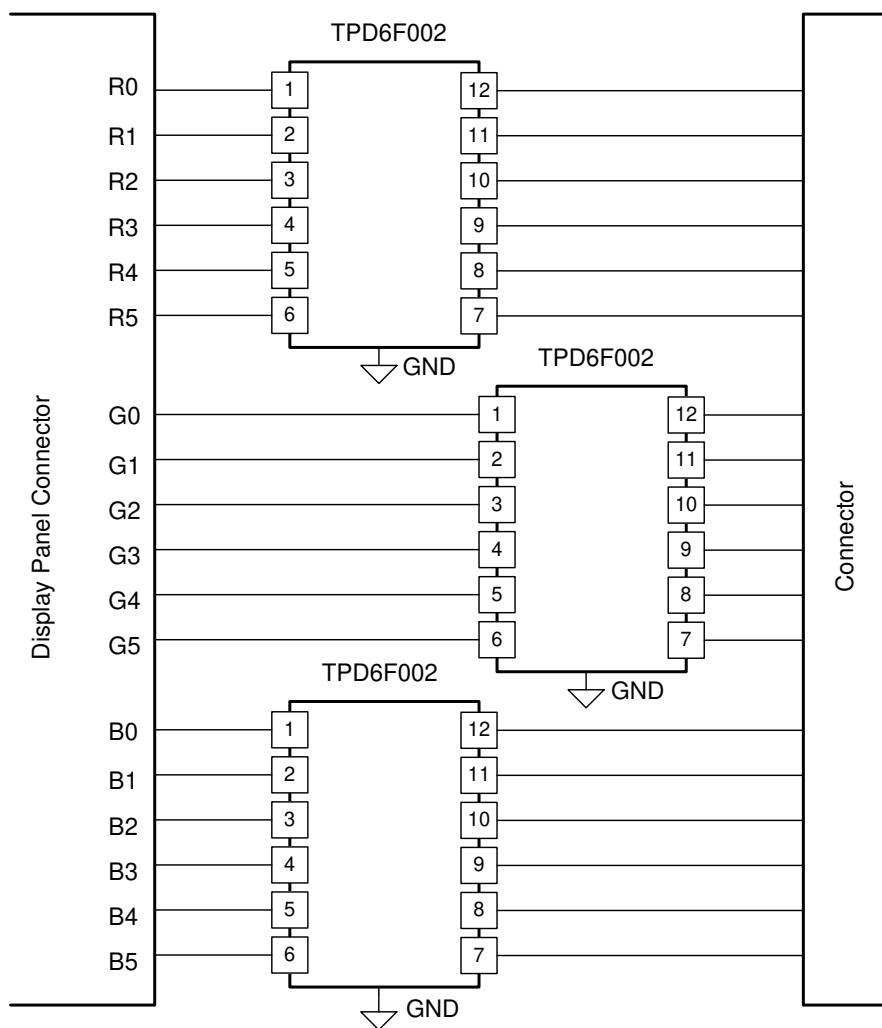 TPD6F002
R0 1 12
R1 2 11
R2 3 10
R3 4 9
R4 5 8
R5 6 7
GND
TPD6F002
G0 1 12
G1 2 11
G2 3 10
G3 4 9
G4 5 8
G5 6 7
GND
TPD6F002
B0 1 12
B1 2 11
B2 3 10
B3 4 9
B4 5 8
B5 6 7
GND
Display Panel Connector
Connector